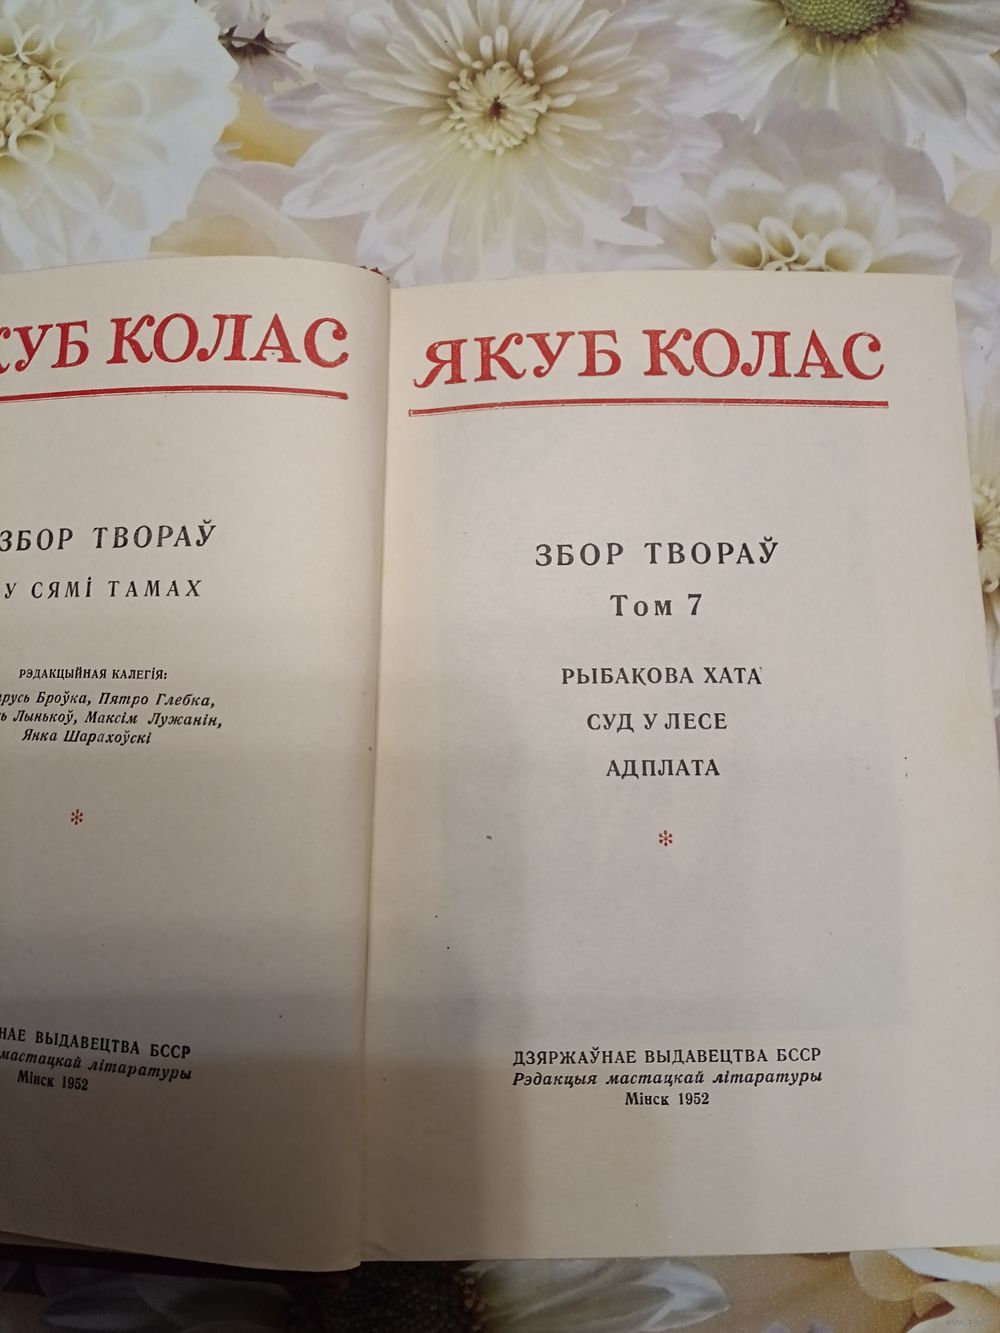 КОЛАС
ЗБОР ТВОРАЎ
У СЯМІ ТАМАХ
РЭДАКЦЫЙНАЯ КАЛЕГІЯ:
Броўка, Пятро Глебка,
Лынькоў, Максім Лужанін,
Янка Шарахоўскі
*
ВЫДАВЕЦТВА БССР
мастацкай літаратуры
Мінск 1952
ЯКУБ КОЛАС
ЗБОР ТВОРАЎ
Том 7
РЫБАКОВА ХАТА
СУД У ЛЕСЕ
АДПЛАТА
*
ДЗЯРЖАЎНАЕ ВЫДАВЕЦТВА БССР
Рэдакцыя мастацкай літаратуры
Мінск 1952